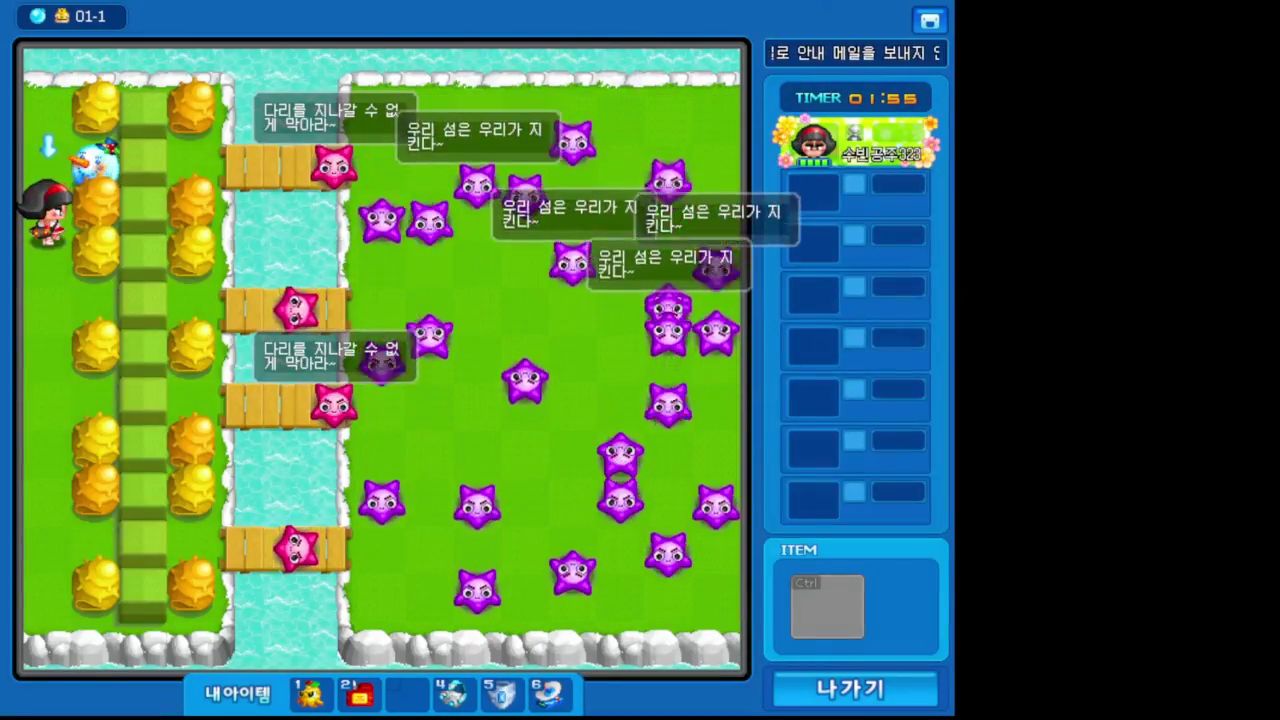 01-1
!로 안내 메일을 보내지 않
TIMER 01:55
수빈공주023
다리를 지나갈 수 없
게 막아라~
우리 섬은 우리가 지
킨다~
우리 섬은 우리가 지
킨다~
우리 섬은 우리가 지
킨다~
우리 섬은 우리가 지
킨다~
다리를 지나갈 수 없
게 막아라~
ITEM
Ctrl
내아이템
1
21
4
5
6
나가기